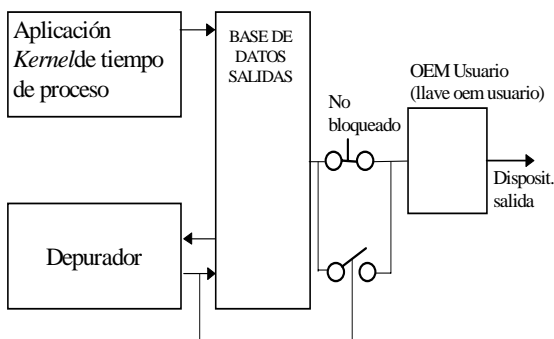 Aplicación
Kernelde tiempo
de proceso
BASE DE
DATOS
SALIDAS
OEM Usuario
(llave oem usuario)
No
bloqueado
Disposit.
salida
Depurador